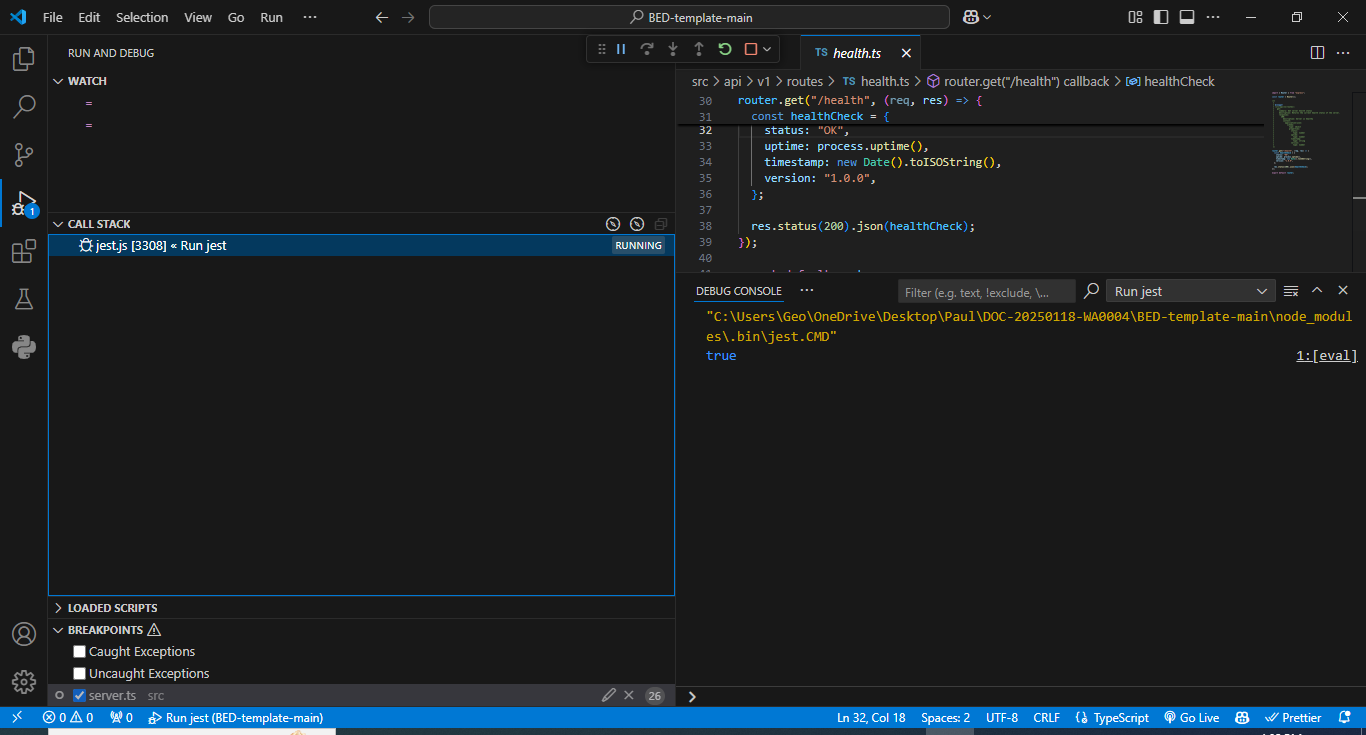 File Edit Selection View Go Run ···
BED-template-main
RUN AND DEBUG
WATCH
=
=
CALL STACK
jest.js [3308] « Run jest
RUNNING
LOADED SCRIPTS
BREAKPOINTS
Caught Exceptions
Uncaught Exceptions
server.ts src
26
1
TS health.ts
src > api > v1 > routes > TS health.ts > router.get("/health") callback > healthCheck
30 router.get("/health", (req, res) => {
31 const healthCheck = {
32 status: "OK",
33 uptime: process.uptime(),
34 timestamp: new Date().toISOString(),
35 version: "1.0.0",
36 };
37
38 res.status(200).json(healthCheck);
39 });
40
DEBUG CONSOLE ···
Filter (e.g. text, !exclude, \...
Run jest
"C:\Users\Geo\OneDrive\Desktop\Paul\DOC-20250118-WA0004\BED-template-main\node_modul
es\.bin\jest.CMD"
true
1:[eval]
0 0 0 Run jest (BED-template-main)
Ln 32, Col 18 Spaces: 2 UTF-8 CRLF {} TypeScript Go Live Prettier